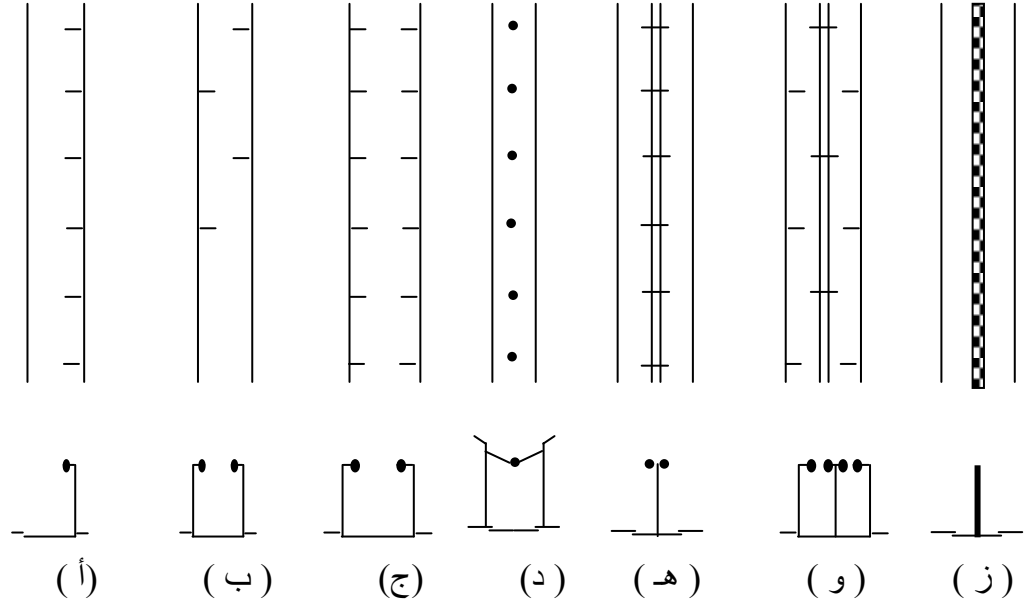 ( أ ) ( ب ) ( ج ) ( د ) ( هـ ) ( و ) ( ز )